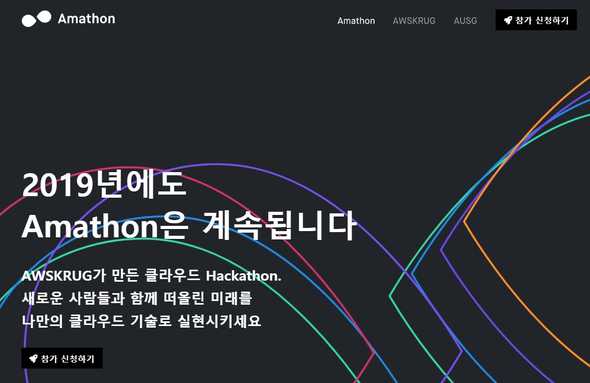 Amathon
Amathon AWSKRUG AUSG 참가 신청하기
2019년에도
Amathon은 계속됩니다
AWSKRUG가 만든 클라우드 Hackathon.
새로운 사람들과 함께 떠올린 미래를
나만의 클라우드 기술로 실현시키세요
참가 신청하기